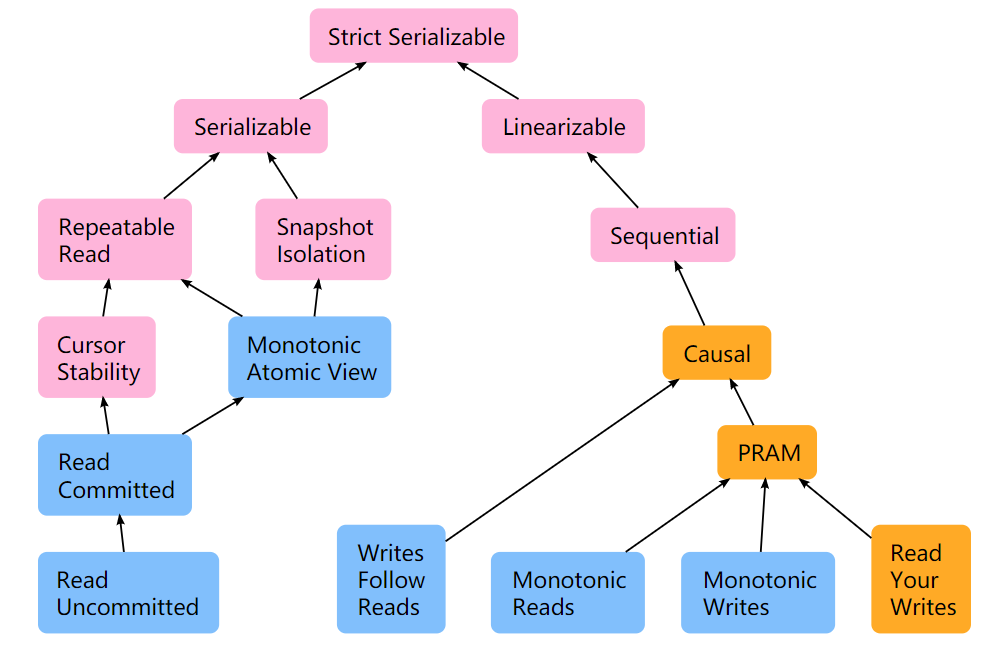 Strict Serializable
Serializable
Linearizable
Repeatable
Read
Snapshot
Isolation
Sequential
Cursor
Stability
Monotonic
Atomic View
Causal
Read
Committed
PRAM
Read
Uncommitted
Writes
Follow
Reads
Monotonic
Reads
Monotonic
Writes
Read
Your
Writes